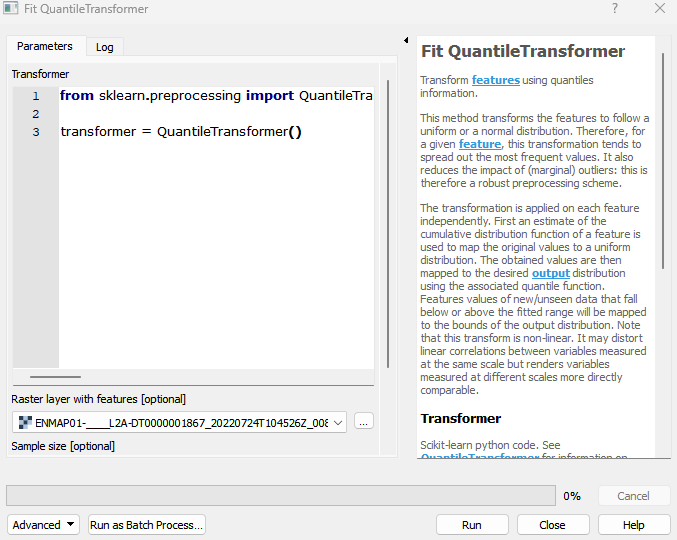 Fit QuantileTransformer
?
Parameters
Log
Transformer
1 from sklearn.preprocessing import QuantileTra
2
3 transformer = QuantileTransformer()
Raster layer with features [optional]
ENMAP01-____L2A-DT0000001867_20220724T104526Z_008
...
Sample size [optional]
Fit QuantileTransformer
Transform features using quantiles
information.
This method transforms the features to follow a
uniform or a normal distribution. Therefore, for
a given feature, this transformation tends to
spread out the most frequent values. It also
reduces the impact of (marginal) outliers: this is
therefore a robust preprocessing scheme.
The transformation is applied on each feature
independently. First an estimate of the
cumulative distribution function of a feature is
used to map the original values to a uniform
distribution. The obtained values are then
mapped to the desired output distribution
using the associated quantile function.
Features values of new/unseen data that fall
below or above the fitted range will be mapped
to the bounds of the output distribution. Note
that this transform is non-linear. It may distort
linear correlations between variables measured
at the same scale but renders variables
measured at different scales more directly
comparable.
Transformer
Scikit-learn python code. See
QuantileTransformer for information on
0%
Cancel
Advanced
Run as Batch Process...
Run
Close
Help